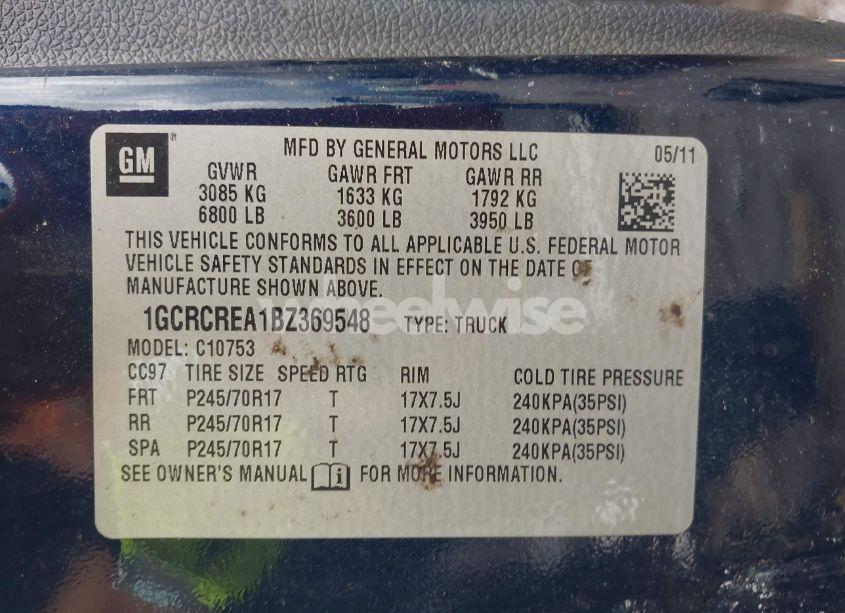 GM ®
MFD BY GENERAL MOTORS LLC 05/11
GVWR GAWR FRT GAWR RR
3085 KG 1633 KG 1792 KG
6800 LB 3600 LB 3950 LB
THIS VEHICLE CONFORMS TO ALL APPLICABLE U.S. FEDERAL MOTOR
VEHICLE SAFETY STANDARDS IN EFFECT ON THE DATE OF
MANUFACTURE SHOWN ABOVE.
wheelwise
1GCRCREA1BZ369548 TYPE: TRUCK
MODEL: C10753
CC97 TIRE SIZE SPEED RTG RIM COLD TIRE PRESSURE
FRT P245/70R17 T 17X7.5J 240KPA(35PSI)
RR P245/70R17 T 17X7.5J 240KPA(35PSI)
SPA P245/70R17 T 17X7.5J 240KPA(35PSI)
SEE OWNER'S MANUAL i FOR MORE INFORMATION.